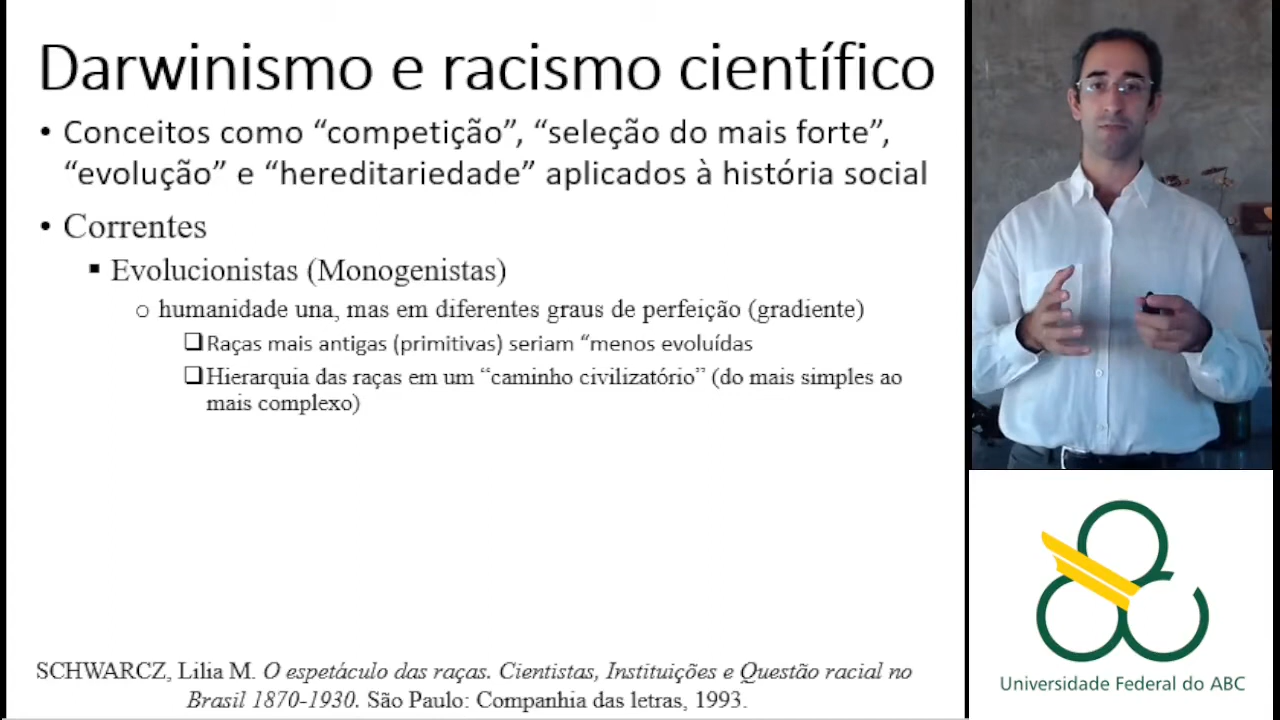 Darwinismo e racismo científico
• Conceitos como “competição”, “seleção do mais forte”,
“evolução” e “hereditariedade” aplicados à história social
• Correntes
▪ Evolucionistas (Monogenistas)
o humanidade una, mas em diferentes graus de perfeição (gradiente)
❑Raças mais antigas (primitivas) seriam “menos evoluídas
❑Hierarquia das raças em um “caminho civilizatório” (do mais simples ao
mais complexo)
SCHWARCZ, Lilia M. O espetáculo das raças. Cientistas, Instituições e Questão racial no
Brasil 1870-1930. São Paulo: Companhia das letras, 1993.
Universidade Federal do ABC